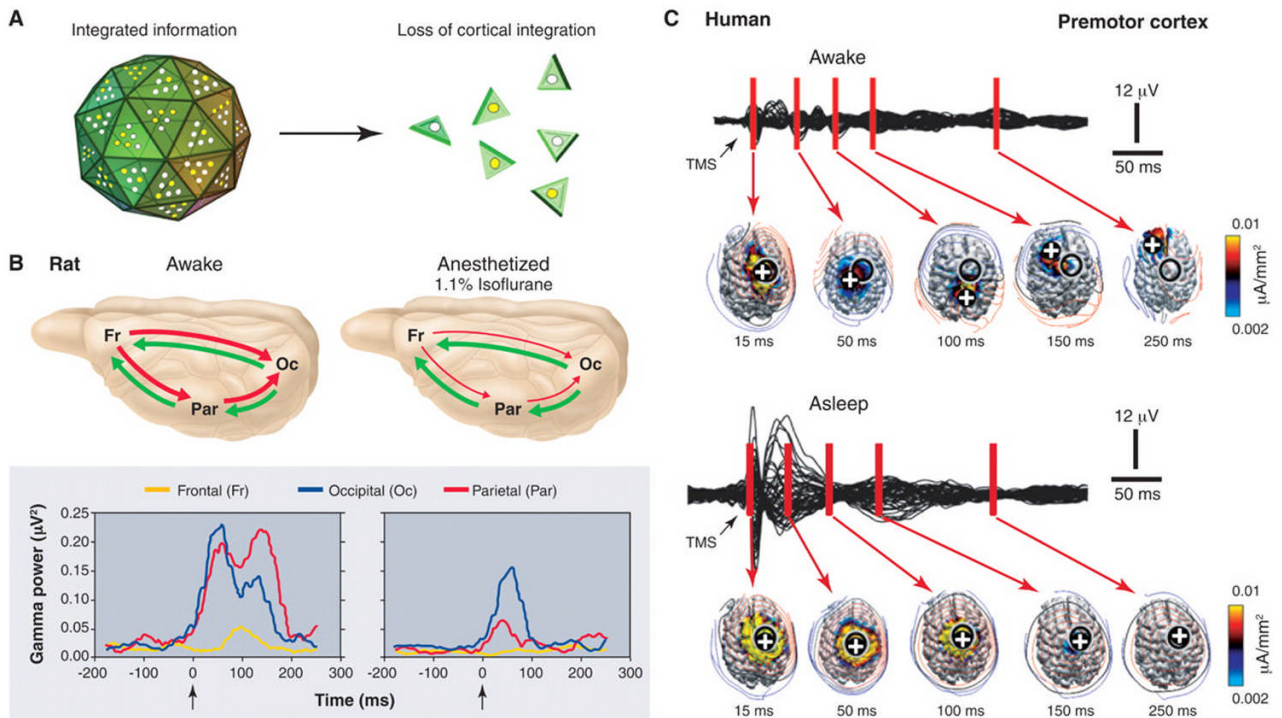 A
Integrated information
Loss of cortical integration
B
Rat
Awake
Anesthetized
1.1% Isoflurane
Fr
Oc
Par
Fr
Oc
Par
Frontal (Fr)
Occipital (Oc)
Parietal (Par)
Gamma power (μV²)
0.25
0.20
0.15
0.10
0.05
0.00
-100
0
100
200
300
-200
-100
0
100
200
300
Time (ms)
C
Human
Premotor cortex
Awake
12 μV
50 ms
TMS
15 ms
50 ms
100 ms
150 ms
250 ms
0.01
μA/mm²
0.002
Asleep
12 μV
50 ms
TMS
15 ms
50 ms
100 ms
150 ms
250 ms
0.01
μA/mm²
0.002